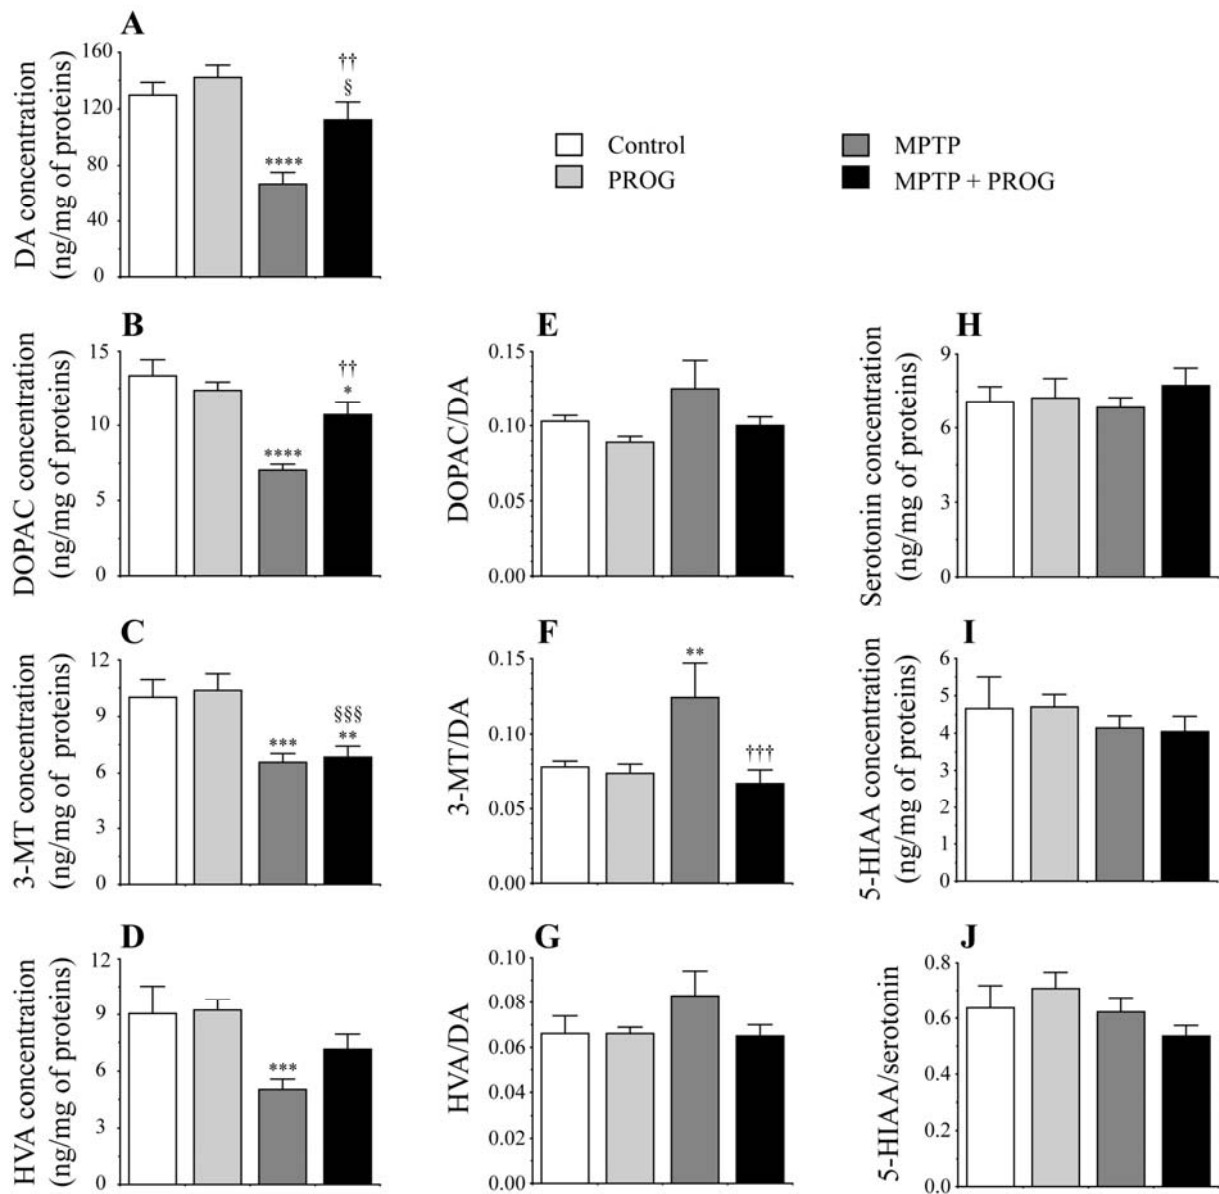 A
DA concentration
(ng/mg of proteins)
160
120
80
40
0
****
††
§
Control
PROG
MPTP
MPTP + PROG
B
DOPAC concentration
(ng/mg of proteins)
15
10
5
0
****
††
*
E
DOPAC/DA
0.15
0.10
0.05
0.00
H
Serotonin concentration
(ng/mg of proteins)
9
6
3
0
C
3-MT concentration
(ng/mg of proteins)
12
9
6
3
0
***
§§§
**
F
3-MT/DA
0.15
0.10
0.05
0.00
**
†††
I
5-HIAA concentration
(ng/mg of proteins)
6
5
4
4
2
1
0
D
HVA concentration
(ng/mg of proteins)
12
9
6
3
0
***
G
HVA/DA
0.10
0.08
0.06
0.04
0.02
0.00
J
5-HIAA/serotonin
0.8
0.6
0.4
0.2
0.0